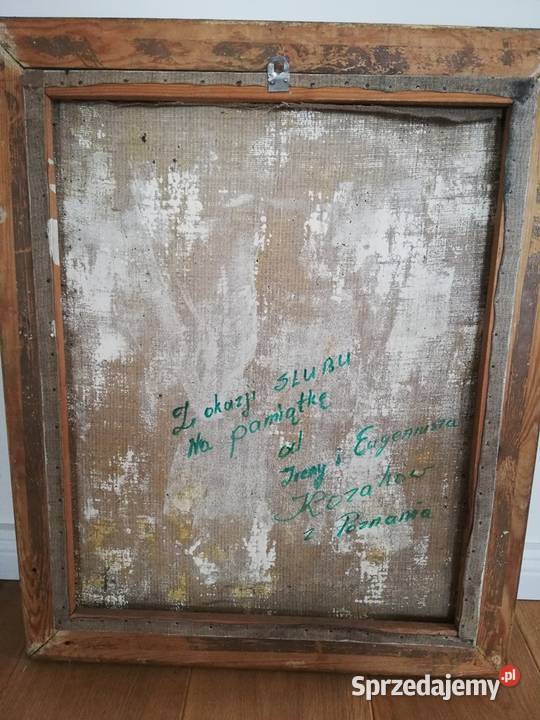 Z okazji ŚLUBU
Na pamiątkę
od
Ireny i Eugeniusza
Kozaków
z Poznania
Sprzedajemy.pl